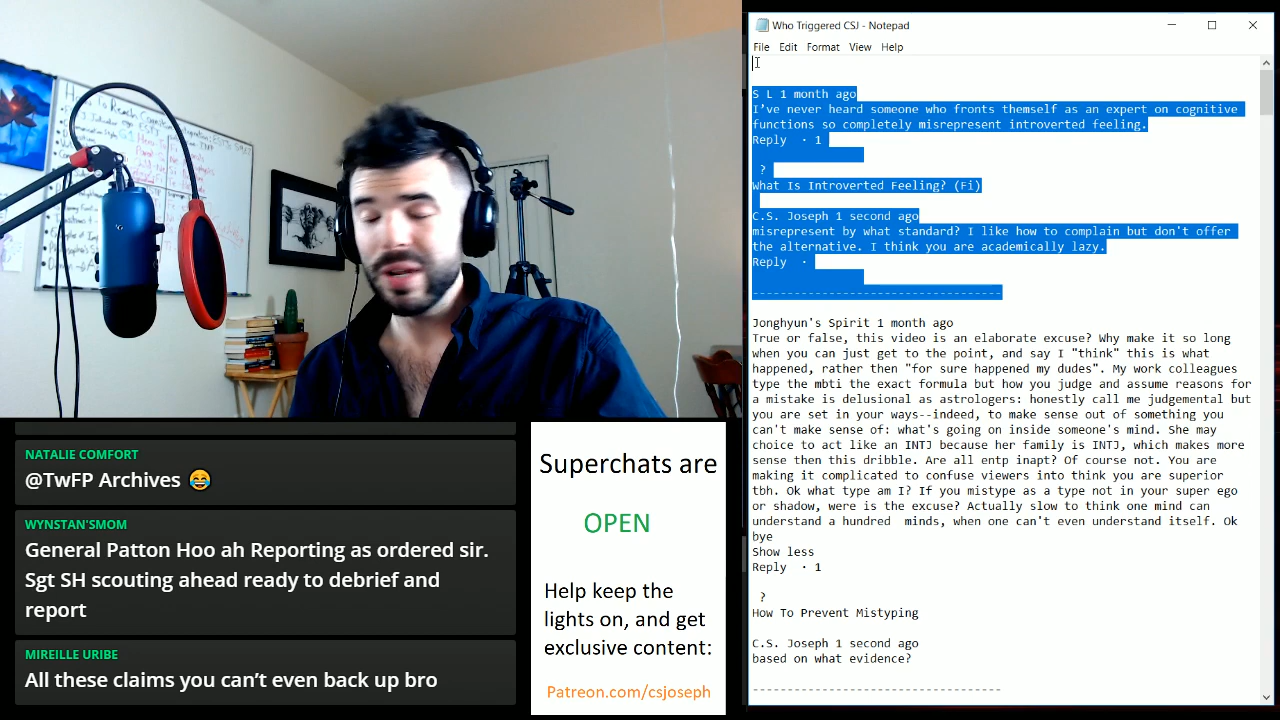 Who Triggered CSJ - Notepad
File Edit Format View Help
S L 1 month ago
I've never heard someone who fronts themself as an expert on cognitive
functions so completely misrepresent introverted feeling.
Reply · 1
?
What Is Introverted Feeling? (Fi)
C.S. Joseph 1 second ago
misrepresent by what standard? I like how to complain but don't offer
the alternative. I think you are academically lazy.
Reply ·
------------------------------------
Jonghyun's Spirit 1 month ago
True or false, this video is an elaborate excuse? Why make it so long
when you can just get to the point, and say I "think" this is what
happened, rather then "for sure happened my dudes". My work colleagues
type the mbti the exact formula but how you judge and assume reasons for
a mistake is delusional as astrologers: honestly call me judgemental but
you are set in your ways--indeed, to make sense out of something you
can't make sense of: what's going on inside someone's mind. She may
choice to act like an INTJ because her family is INTJ, which makes more
sense then this dribble. Are all entp inapt? Of course not. You are
making it complicated to confuse viewers into think you are superior
tbh. Ok what type am I? If you mistype as a type not in your super ego
or shadow, were is the excuse? Actually slow to think one mind can
understand a hundred  minds, when one can't even understand itself. Ok
bye
Show less
Reply · 1
?
How To Prevent Mistyping
C.S. Joseph 1 second ago
based on what evidence?
------------------------------------
NATALIE COMFORT
@TwFP Archives 😂
WYNSTAN'SMOM
General Patton Hoo ah Reporting as ordered sir.
Sgt SH scouting ahead ready to debrief and
report
MIREILLE URIBE
All these claims you can't even back up bro
Superchats are
OPEN
Help keep the
lights on, and get
exclusive content:
Patreon.com/csjoseph